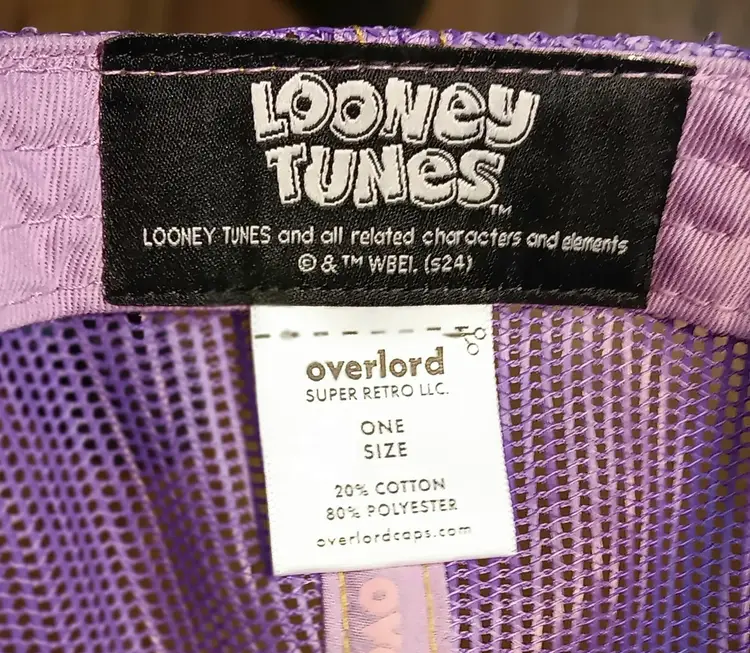 LOONEY
TUNES
™
LOONEY TUNES and all related characters and elements
© & ™ WBEI. (s24)
overlord
SUPER RETRO LLC.
ONE
SIZE
20% COTTON
80% POLYESTER
overlordcaps.com